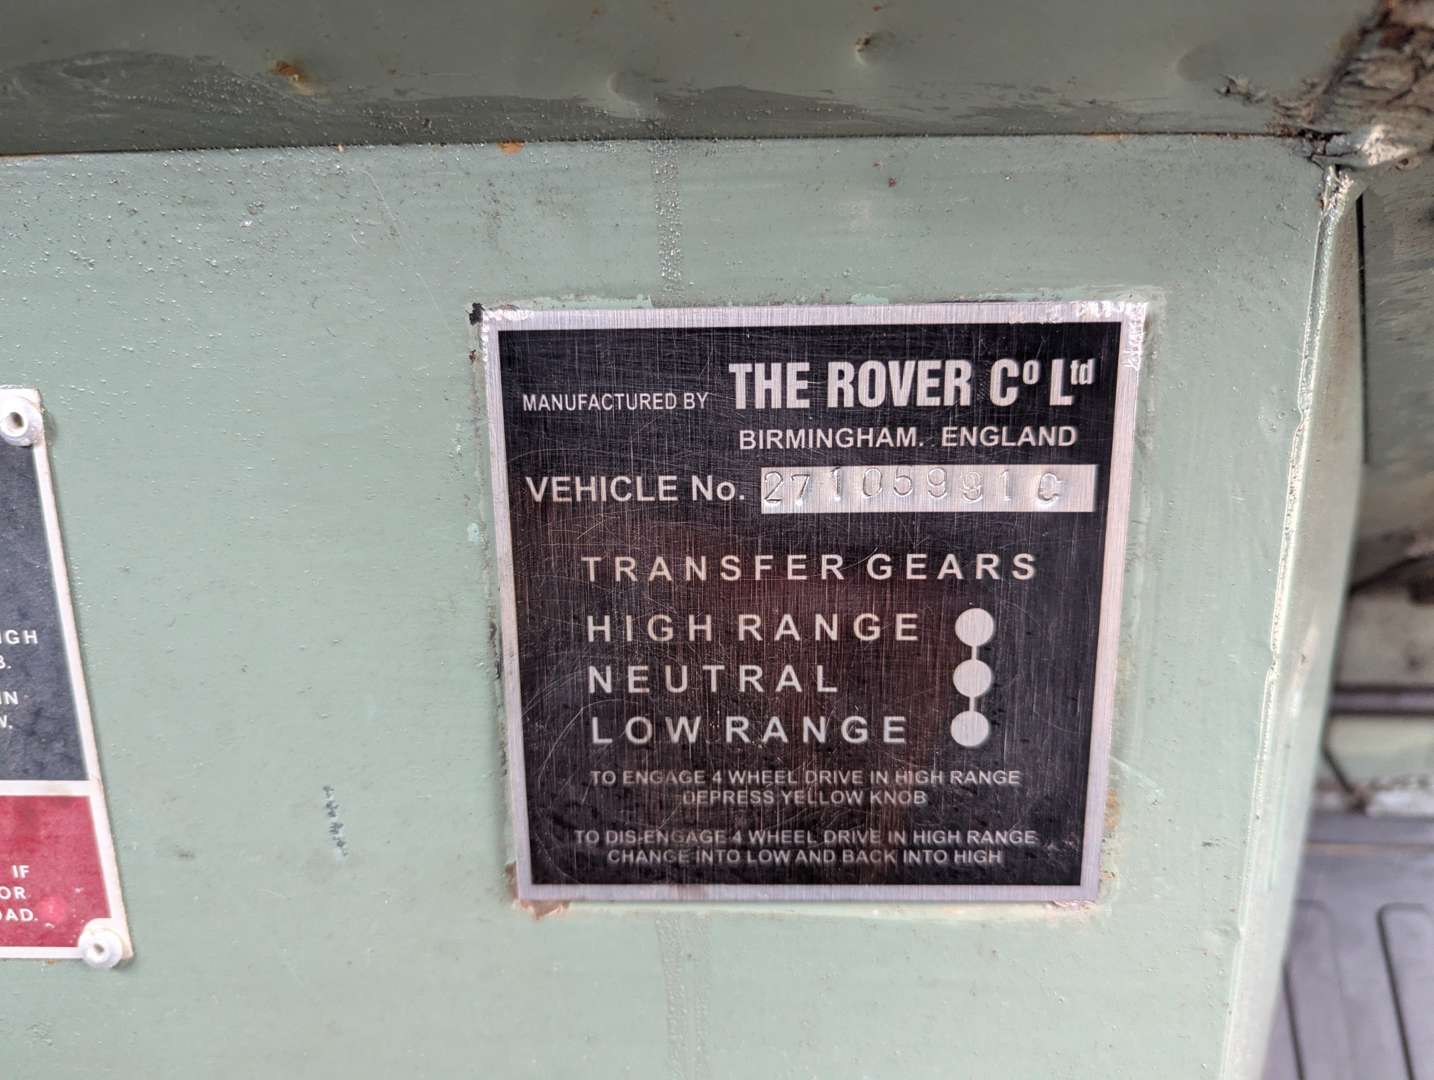 MANUFACTURED BY THE ROVER Cº Ltd
BIRMINGHAM. ENGLAND
VEHICLE No. 271059910
TRANSFER GEARS
HIGH RANGE
NEUTRAL
LOW RANGE
TO ENGAGE 4 WHEEL DRIVE IN HIGH RANGE
DEPRESS YELLOW KNOB
TO DIS-ENGAGE 4 WHEEL DRIVE IN HIGH RANGE
CHANGE INTO LOW AND BACK INTO HIGH
IF